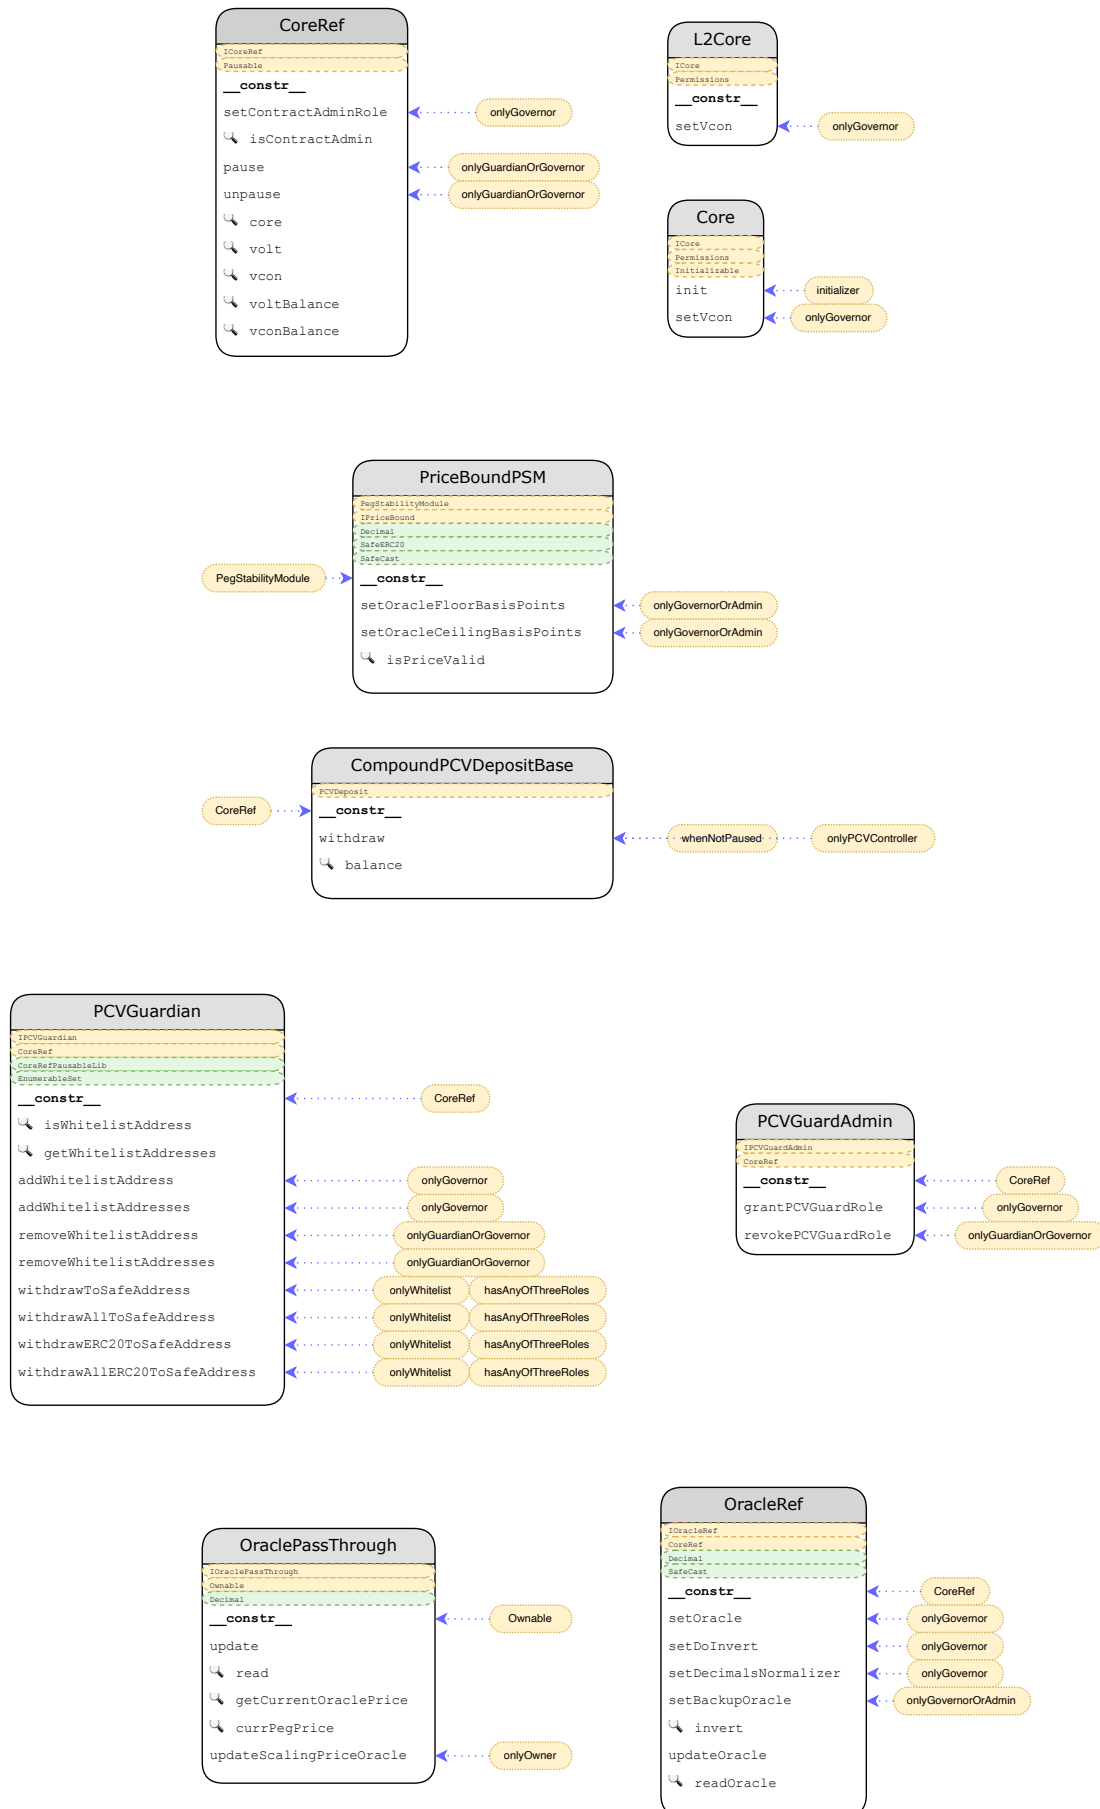 CoreRef
ICoreRef
Pausable
__constr__
setContractAdminRole
onlyGovernor
isContractAdmin
pause
onlyGuardianOrGovernor
unpause
onlyGuardianOrGovernor
core
volt
vcon
voltBalance
vconBalance
L2Core
ICore
Permissions
__constr__
setVcon
onlyGovernor
Core
ICore
Permissions
Initializable
init
initializer
setVcon
onlyGovernor
PriceBoundPSM
PegStabilityModule
IPriceBound
Decimal
SafeERC20
SafeCast
PegStabilityModule
__constr__
setOracleFloorBasisPoints
onlyGovernorOrAdmin
setOracleCeilingBasisPoints
onlyGovernorOrAdmin
isPriceValid
CompoundPCVDepositBase
PCVDeposit
CoreRef
__constr__
withdraw
whenNotPaused
onlyPCVController
balance
PCVGuardian
IPCVGuardian
CoreRef
CoreRefPausableLib
EnumerableSet
__constr__
CoreRef
isWhitelistAddress
getWhitelistAddresses
addWhitelistAddress
onlyGovernor
addWhitelistAddresses
onlyGovernor
removeWhitelistAddress
onlyGuardianOrGovernor
removeWhitelistAddresses
onlyGuardianOrGovernor
withdrawToSafeAddress
onlyWhitelist
hasAnyOfThreeRoles
withdrawAllToSafeAddress
onlyWhitelist
hasAnyOfThreeRoles
withdrawERC20ToSafeAddress
onlyWhitelist
hasAnyOfThreeRoles
withdrawAllERC20ToSafeAddress
onlyWhitelist
hasAnyOfThreeRoles
PCVGuardAdmin
IPCVGuardAdmin
CoreRef
__constr__
CoreRef
grantPCVGuardRole
onlyGovernor
revokePCVGuardRole
onlyGuardianOrGovernor
OraclePassThrough
IOraclePassThrough
Ownable
Decimal
__constr__
Ownable
update
read
getCurrentOraclePrice
currPegPrice
updateScalingPriceOracle
onlyOwner
OracleRef
IOracleRef
CoreRef
Decimal
SafeCast
__constr__
CoreRef
setOracle
onlyGovernor
setDoInvert
onlyGovernor
setDecimalsNormalizer
onlyGovernor
setBackupOracle
onlyGovernorOrAdmin
invert
updateOracle
readOracle